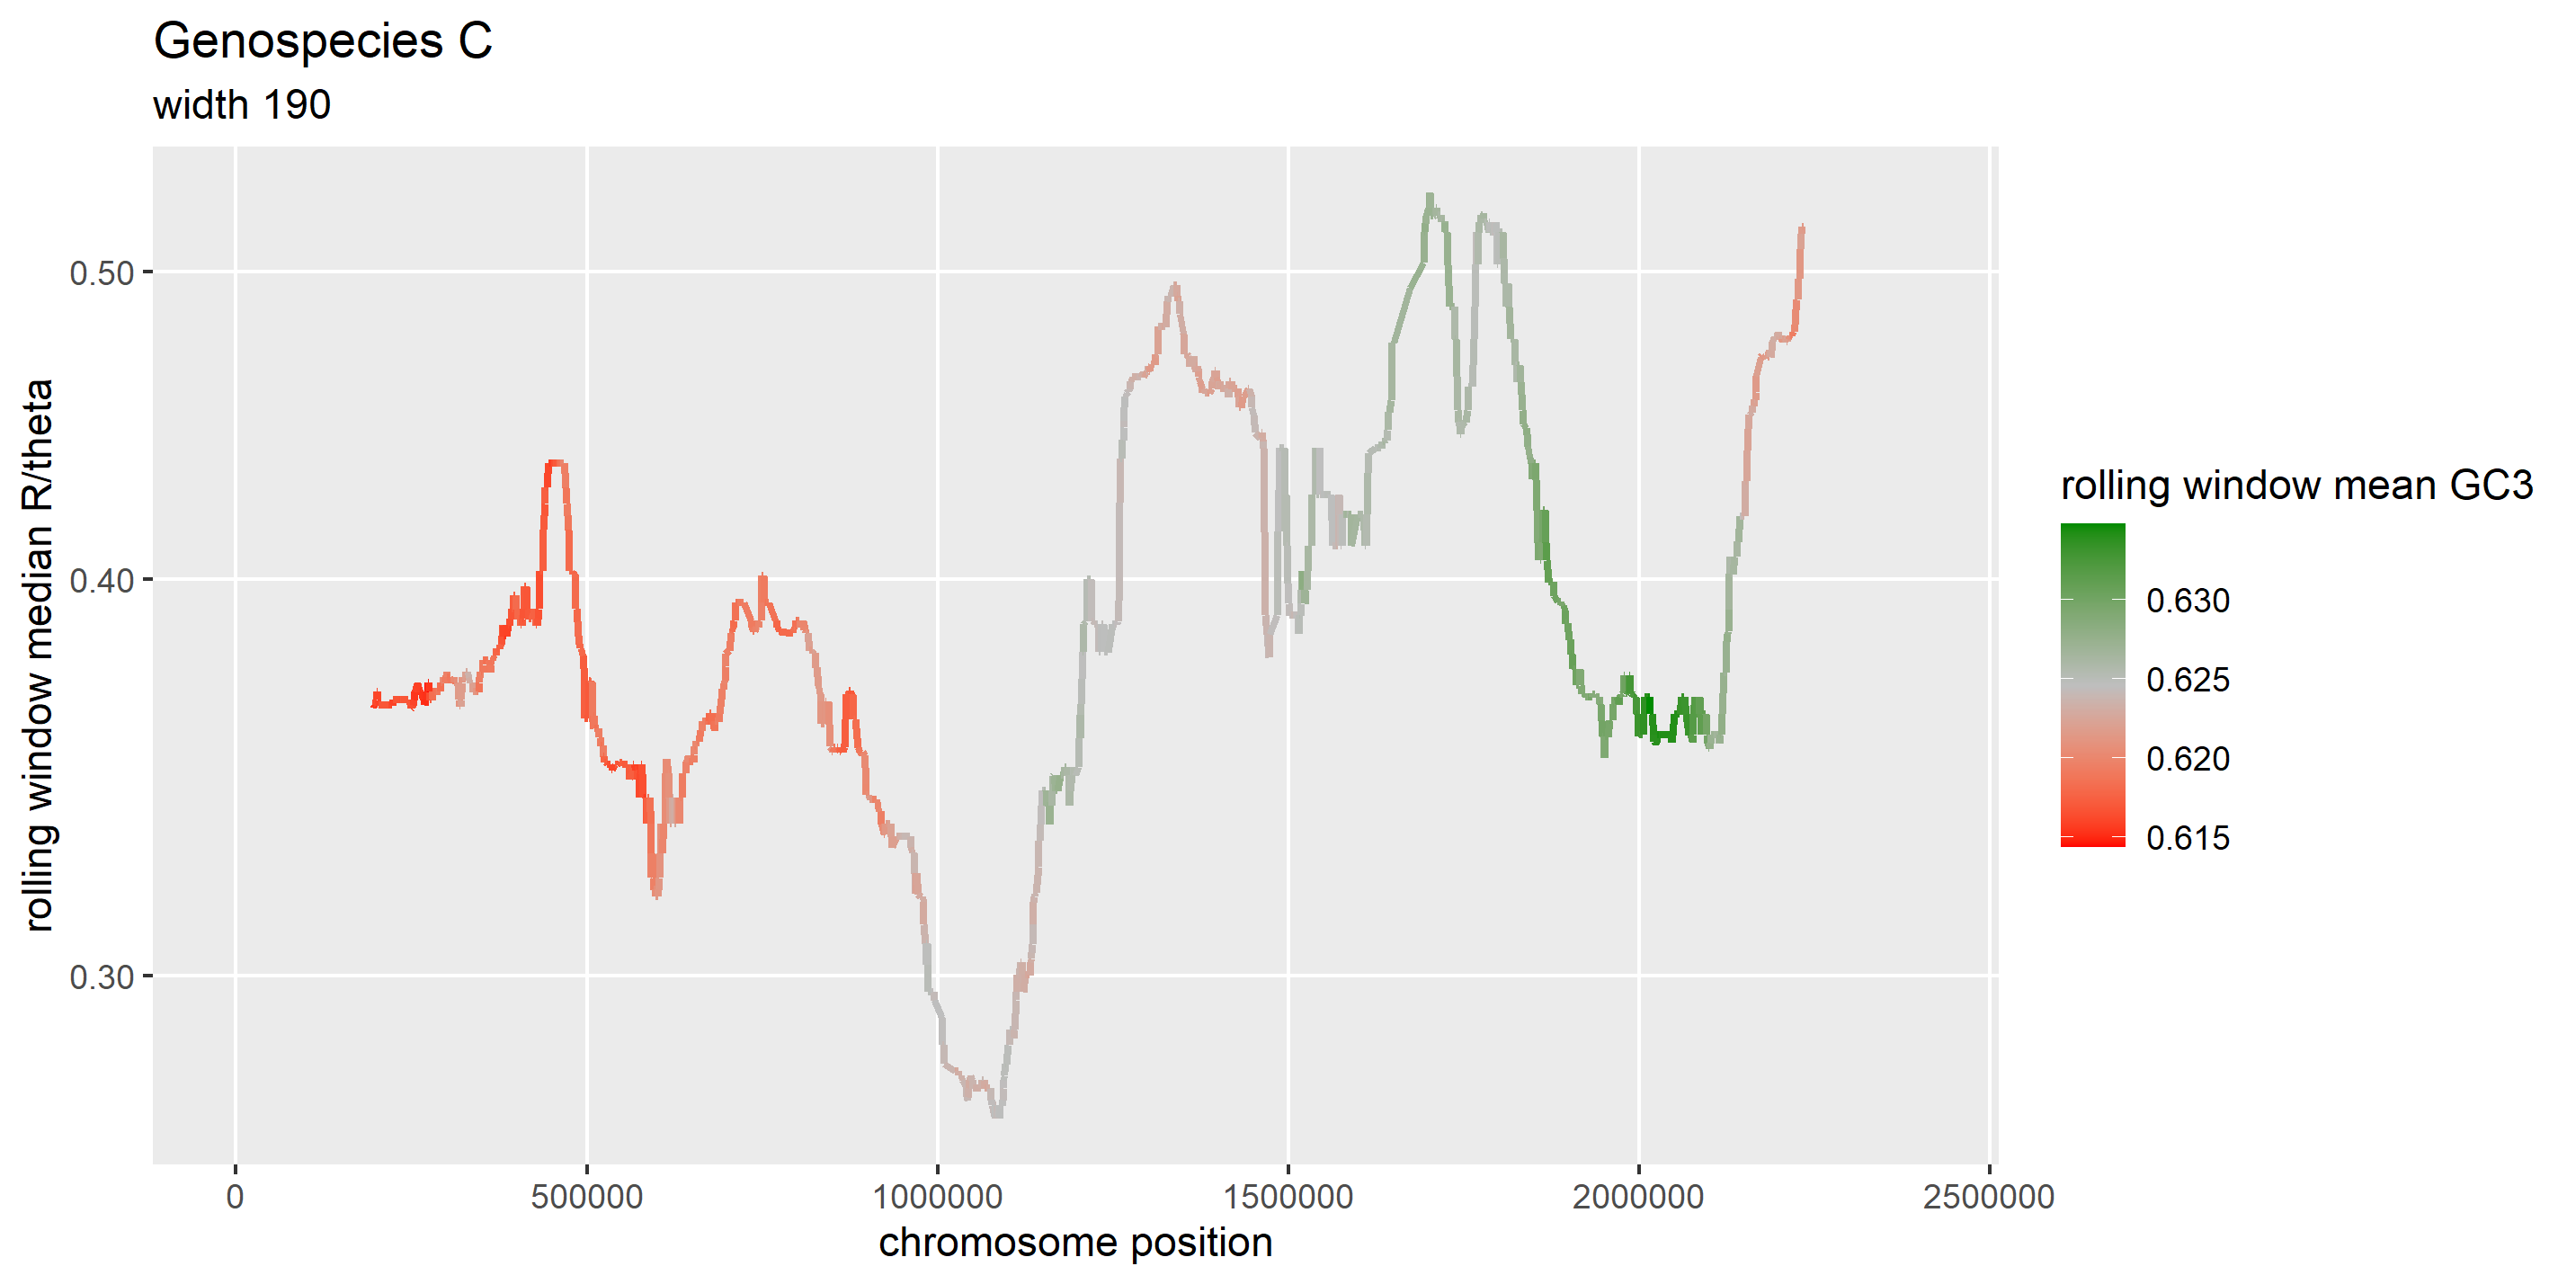 Genospecies C
width 190
rolling window median R/theta
0.50
0.40
0.30
0
500000
1000000
1500000
2000000
2500000
chromosome position
rolling window mean GC3
0.630
0.625
0.620
0.615